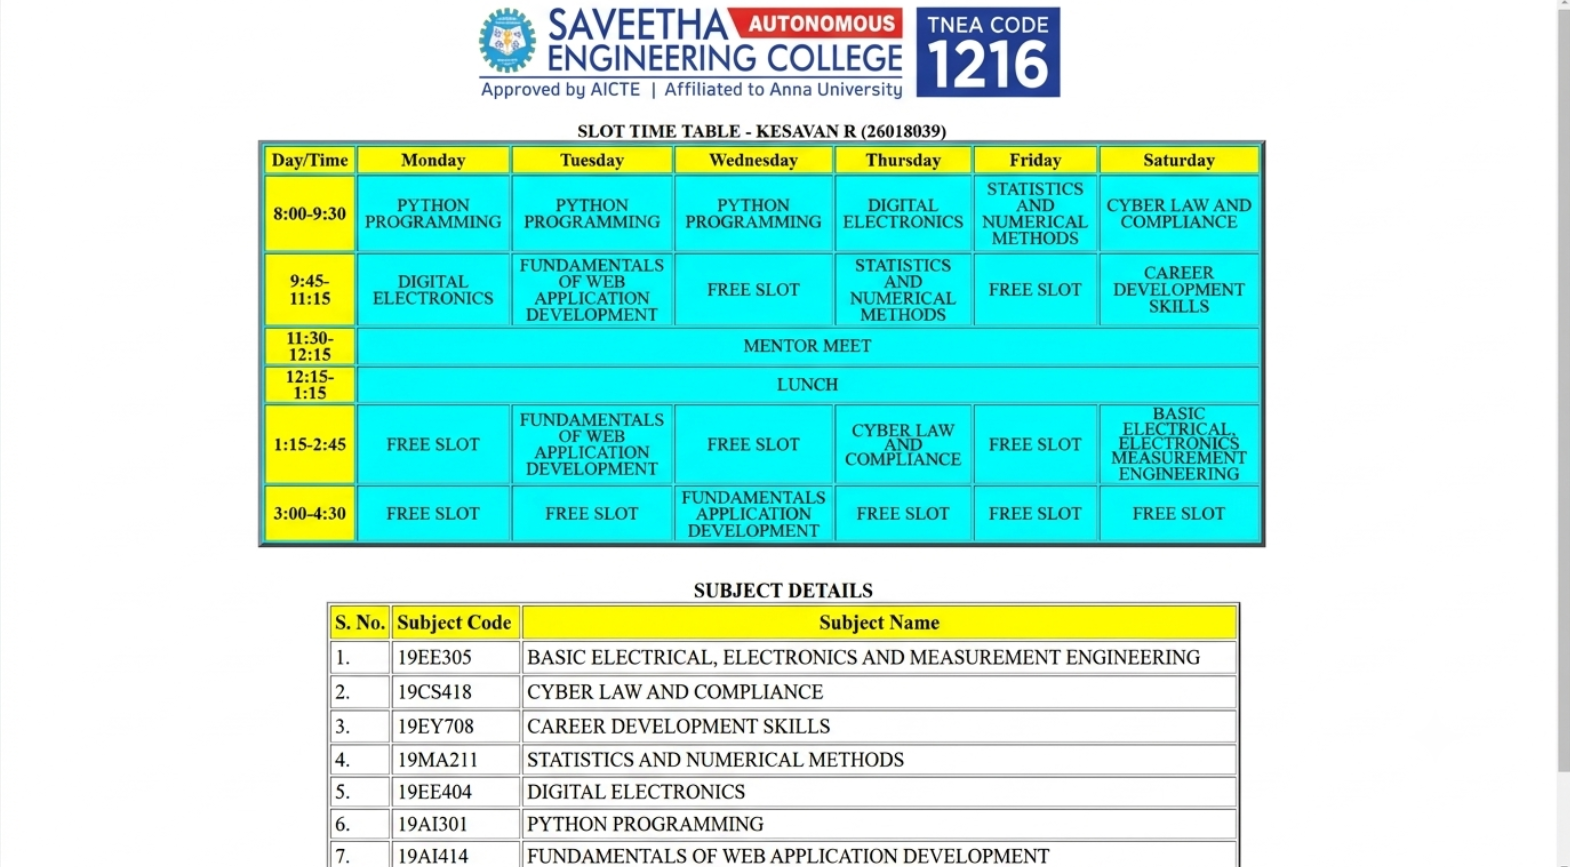 SAVEETHA AUTONOMOUS
ENGINEERING COLLEGE
Approved by AICTE | Affiliated to Anna University
TNEA CODE
1216
SLOT TIME TABLE - KESAVAN R (26018039)
Day/Time Monday Tuesday Wednesday Thursday Friday Saturday
8:00-9:30 PYTHON PROGRAMMING PYTHON PROGRAMMING PYTHON PROGRAMMING DIGITAL ELECTRONICS STATISTICS AND NUMERICAL METHODS CYBER LAW AND COMPLIANCE
9:45-11:15 DIGITAL ELECTRONICS FUNDAMENTALS OF WEB APPLICATION DEVELOPMENT FREE SLOT STATISTICS AND NUMERICAL METHODS FREE SLOT CAREER DEVELOPMENT SKILLS
11:30-12:15 MENTOR MEET
12:15-1:15 LUNCH
1:15-2:45 FREE SLOT FUNDAMENTALS OF WEB APPLICATION DEVELOPMENT FREE SLOT CYBER LAW AND COMPLIANCE FREE SLOT BASIC ELECTRICAL, ELECTRONICS MEASUREMENT ENGINEERING
3:00-4:30 FREE SLOT FREE SLOT FUNDAMENTALS APPLICATION DEVELOPMENT FREE SLOT FREE SLOT FREE SLOT
SUBJECT DETAILS
S. No. Subject Code Subject Name
1. 19EE305 BASIC ELECTRICAL, ELECTRONICS AND MEASUREMENT ENGINEERING
2. 19CS418 CYBER LAW AND COMPLIANCE
3. 19EY708 CAREER DEVELOPMENT SKILLS
4. 19MA211 STATISTICS AND NUMERICAL METHODS
5. 19EE404 DIGITAL ELECTRONICS
6. 19AI301 PYTHON PROGRAMMING
7. 19AI414 FUNDAMENTALS OF WEB APPLICATION DEVELOPMENT